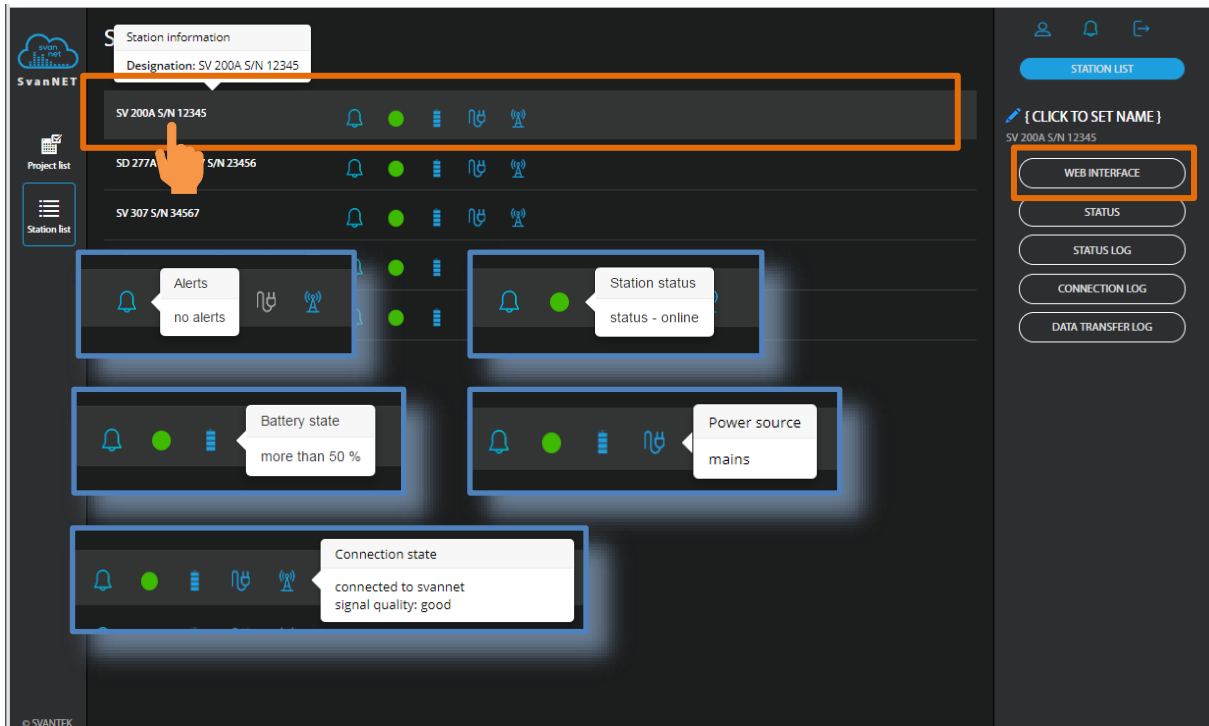 svan
net
SvanNET
Project list
Station list
© SVANTEK
S
Station information
Designation: SV 200A S/N 12345
SV 200A S/N 12345
SD 277A S/N 23456
SV 307 S/N 34567
Alerts
no alerts
Station status
status - online
Battery state
more than 50 %
Power source
mains
Connection state
connected to svannet
signal quality: good
STATION LIST
{ CLICK TO SET NAME }
SV 200A S/N 12345
WEB INTERFACE
STATUS
STATUS LOG
CONNECTION LOG
DATA TRANSFER LOG